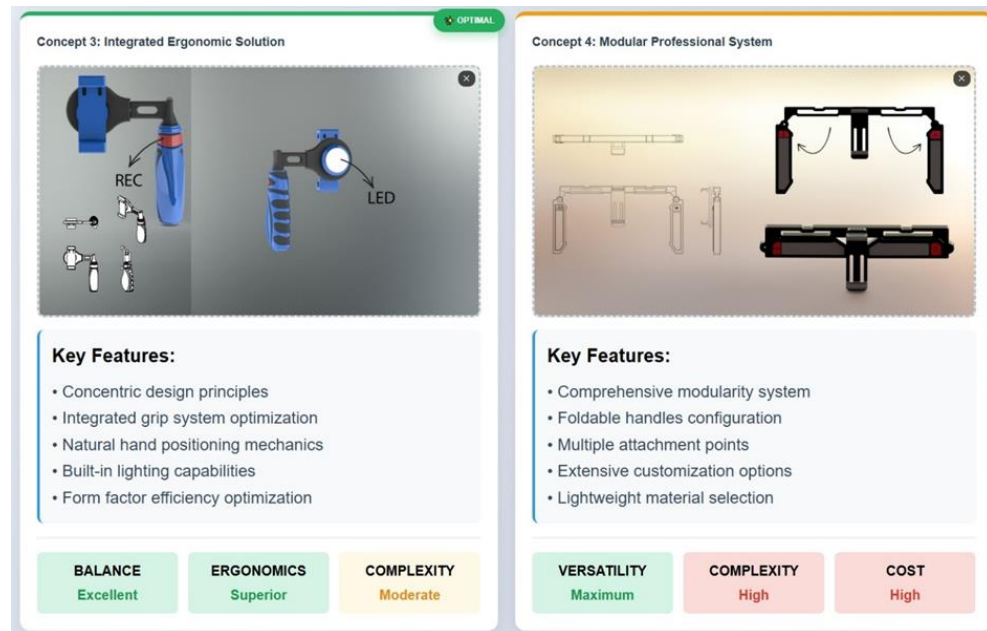 OPTIMAL
Concept 3: Integrated Ergonomic Solution
REC
LED
Key Features:
• Concentric design principles
• Integrated grip system optimization
• Natural hand positioning mechanics
• Built-in lighting capabilities
• Form factor efficiency optimization
BALANCE
Excellent
ERGONOMICS
Superior
COMPLEXITY
Moderate
Concept 4: Modular Professional System
Key Features:
• Comprehensive modularity system
• Foldable handles configuration
• Multiple attachment points
• Extensive customization options
• Lightweight material selection
VERSATILITY
Maximum
COMPLEXITY
High
COST
High